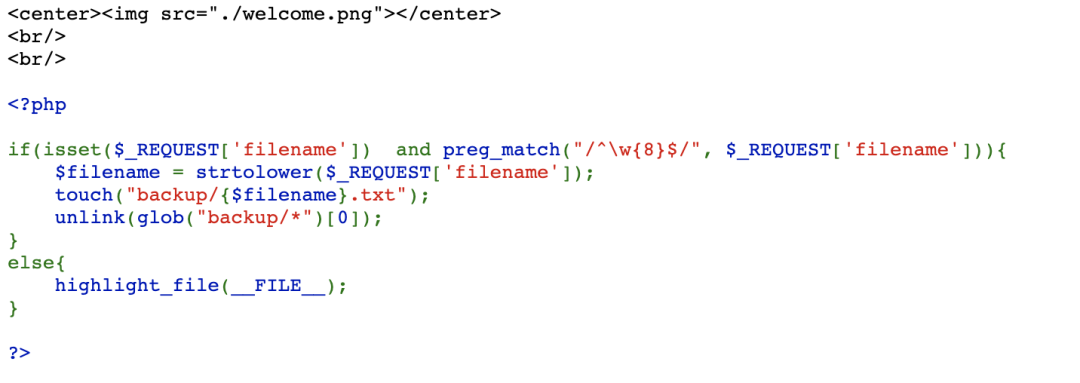 <center><img src="./welcome.png"></center>
<br/>
<br/>
<?php
if(isset($_REQUEST['filename'])  and preg_match("/^\w{8}$/", $_REQUEST['filename'])){
    $filename = strtolower($_REQUEST['filename']);
    touch("backup/{$filename}.txt");
    unlink(glob("backup/*")[0]);
}
else{
    highlight_file(__FILE__);
}
?>